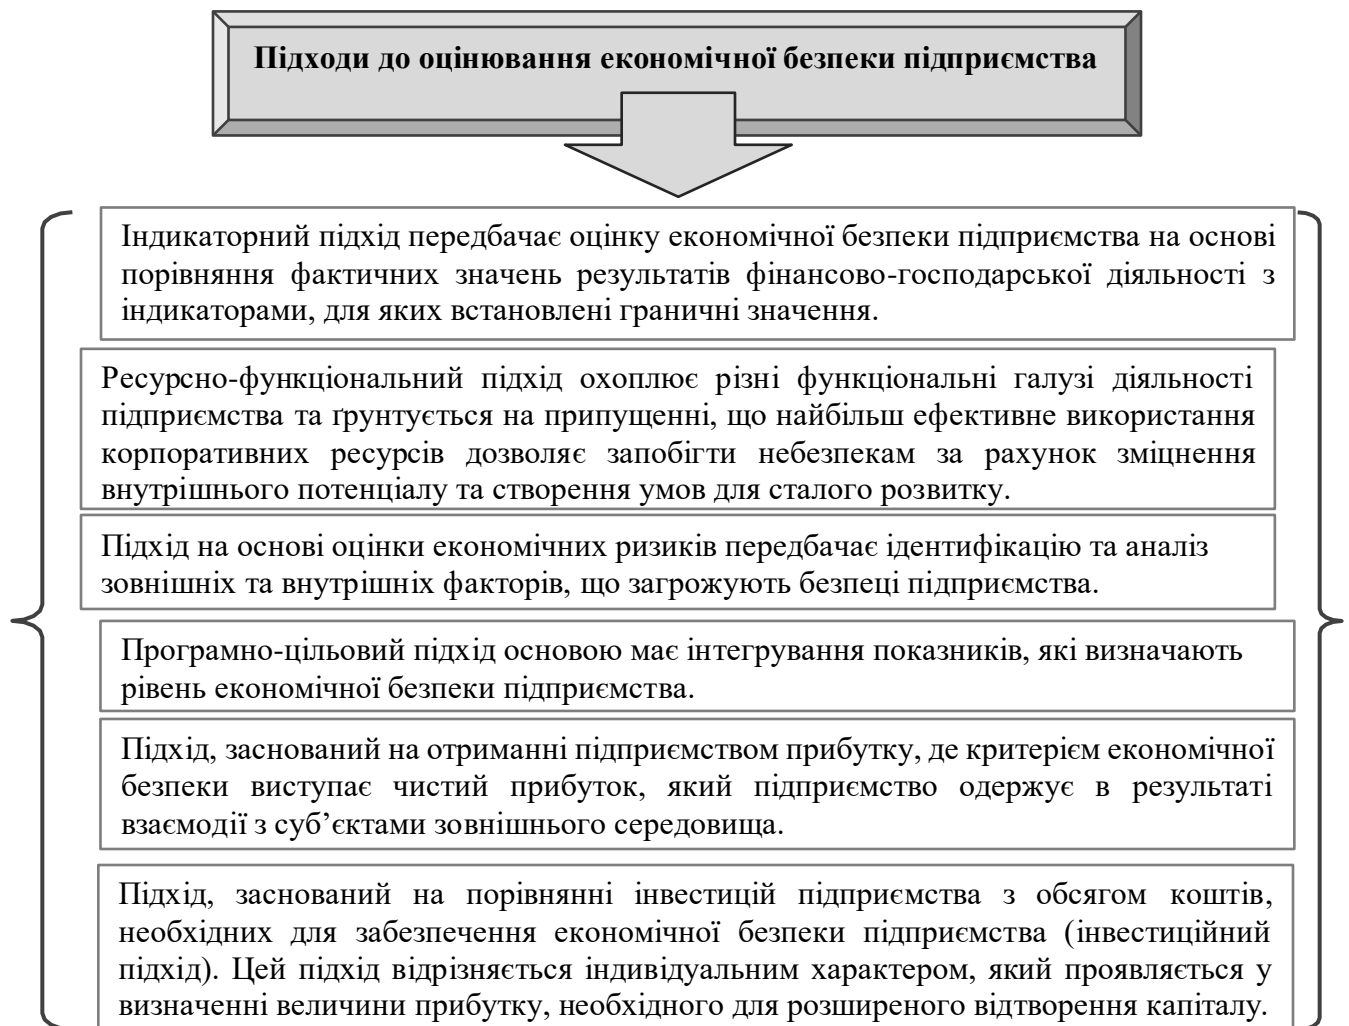 Підходи до оцінювання економічної безпеки підприємства
Індикаторний підхід передбачає оцінку економічної безпеки підприємства на основі
порівняння фактичних значень результатів фінансово-господарської діяльності з
індикаторами, для яких встановлені граничні значення.
Ресурсно-функціональний підхід охоплює різні функціональні галузі діяльності
підприємства та ґрунтується на припущенні, що найбільш ефективне використання
корпоративних ресурсів дозволяє запобігти небезпекам за рахунок зміцнення
внутрішнього потенціалу та створення умов для сталого розвитку.
Підхід на основі оцінки економічних ризиків передбачає ідентифікацію та аналіз
зовнішніх та внутрішніх факторів, що загрожують безпеці підприємства.
Програмно-цільовий підхід основою має інтегрування показників, які визначають
рівень економічної безпеки підприємства.
Підхід, заснований на отриманні підприємством прибутку, де критерієм економічної
безпеки виступає чистий прибуток, який підприємство одержує в результаті
взаємодії з суб’єктами зовнішнього середовища.
Підхід, заснований на порівнянні інвестицій підприємства з обсягом коштів,
необхідних для забезпечення економічної безпеки підприємства (інвестиційний
підхід). Цей підхід відрізняється індивідуальним характером, який проявляється у
визначенні величини прибутку, необхідного для розширеного відтворення капіталу.